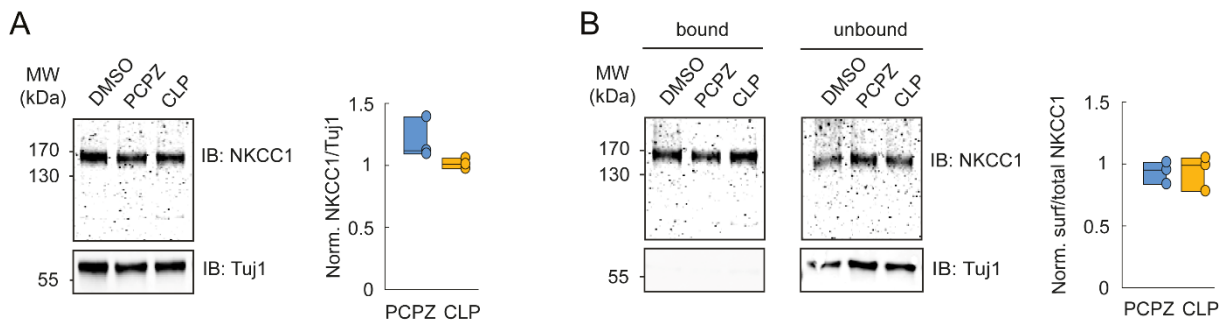 A
MW
(kDa)
DMSO
PCPZ
CLP
170
130
IB: NKCC1
55
IB: Tuj1
Norm. NKCC1/Tuj1
1.5
1
0.5
0
PCPZ CLP
B
bound
unbound
MW
(kDa)
DMSO
PCPZ
CLP
DMSO
PCPZ
CLP
170
130
IB: NKCC1
55
IB: Tuj1
Norm. surf/total NKCC1
1.5
1
0.5
0
PCPZ CLP